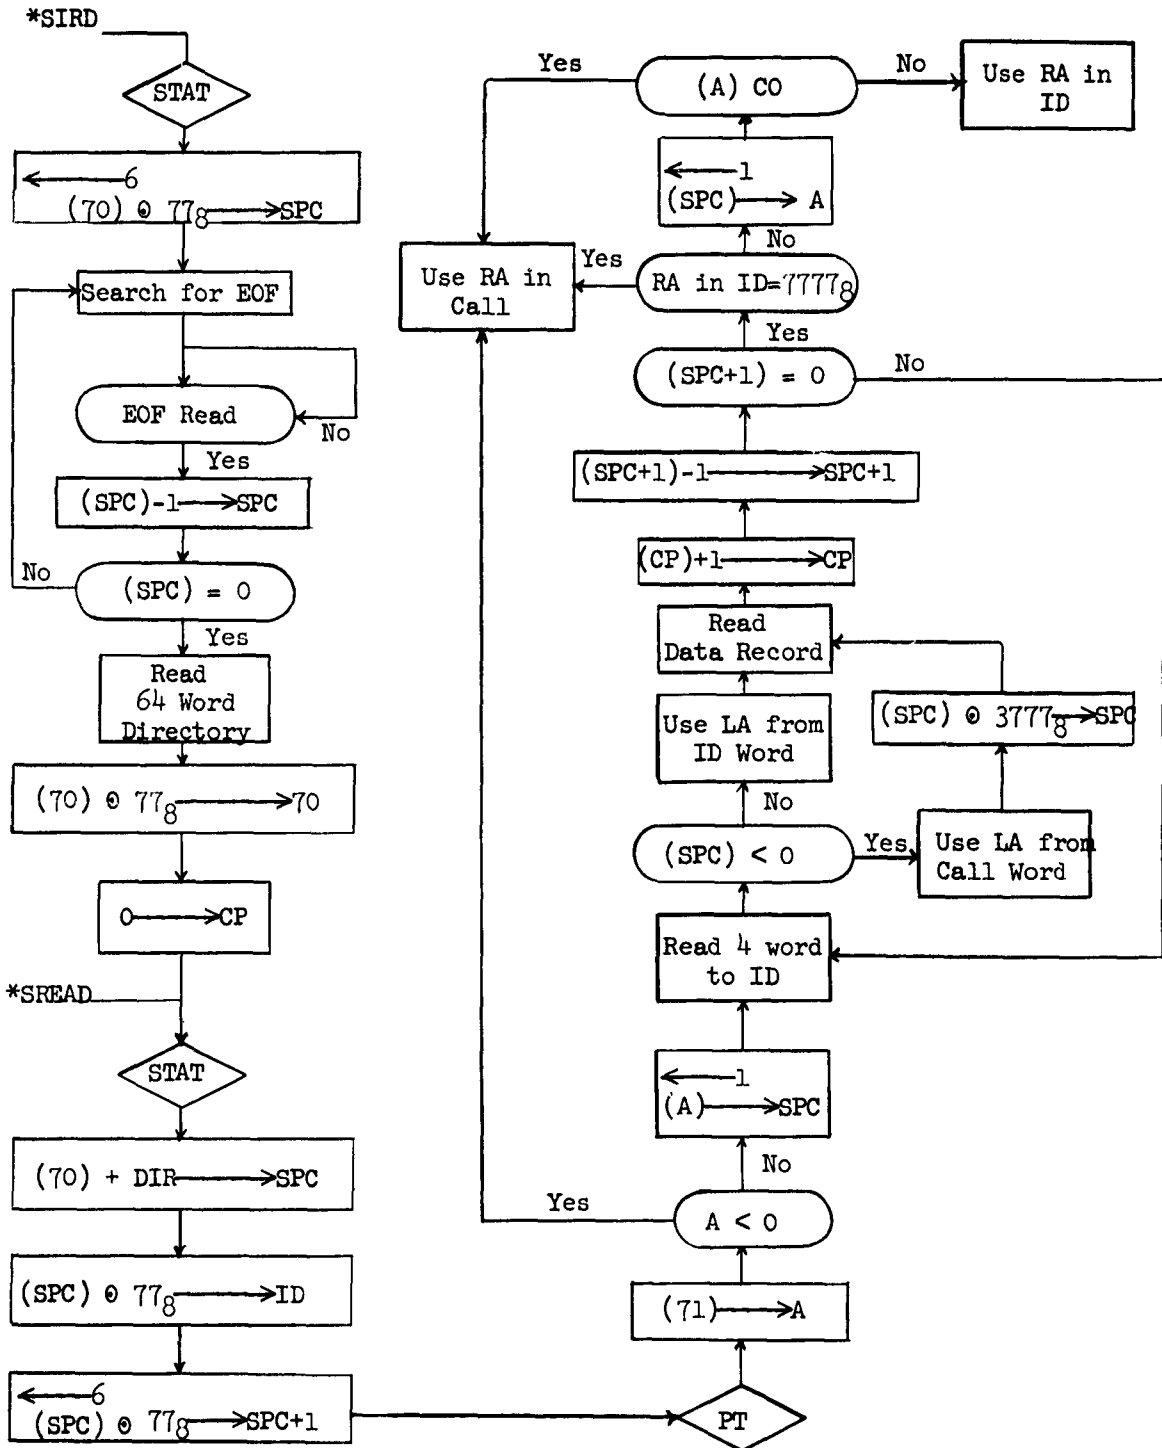 *SIRD
STAT
←6
(70) ⊙ 77₈→SPC
Search for EOF
EOF Read
No
Yes
(SPC)-1→SPC
No
(SPC) = 0
Yes
Read
64 Word
Directory
(70) ⊙ 77₈→70
0→CP
*SREAD
STAT
(70) + DIR→SPC
(SPC) ⊙ 77₈→ID
←6
(SPC) ⊙ 77₈→SPC+1
Yes
(A) CO
No
Use RA in
ID
←1
(SPC)→A
No
Use RA in
Call
Yes
RA in ID=7777₈
Yes
(SPC+1) = 0
No
(SPC+1)-1→SPC+1
(CP)+1→CP
Read
Data Record
Use LA from
ID Word
(SPC) ⊙ 3777₈→SPC
No
(SPC) < 0
Yes
Use LA from
Call Word
Read 4 word
to ID
←1
(A)→SPC
No
Yes
A < 0
(71)→A
PT